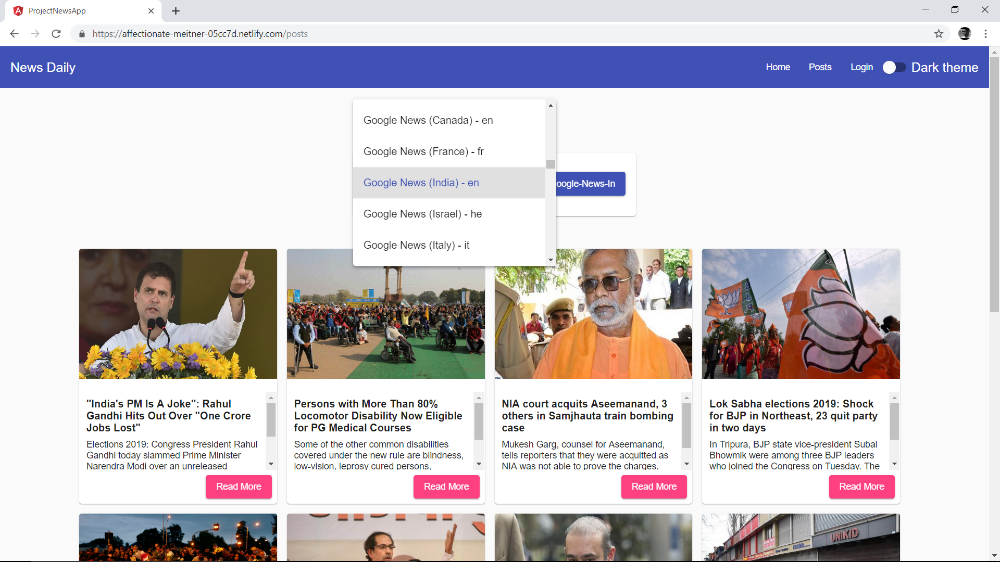 ProjectNewsApp
https://affectionate-meitner-05cc7d.netlify.com/posts
News Daily
Home
Posts
Login
Dark theme
Google News (Canada) - en
Google News (France) - fr
Google News (India) - en
Google News (Israel) - he
Google News (Italy) - it
oogle-News-In
"India's PM Is A Joke": Rahul
Gandhi Hits Out Over "One Crore
Jobs Lost"
Elections 2019: Congress President Rahul
Gandhi today slammed Prime Minister
Narendra Modi over an unreleased
Read More
Persons with More Than 80%
Locomotor Disability Now Eligible
for PG Medical Courses
Some of the other common disabilities
covered under the new rule are blindness,
low-vision, leprosy cured persons,
Read More
NIA court acquits Aseemanand, 3
others in Samjhauta train bombing
case
Mukesh Garg, counsel for Aseemanand,
tells reporters that they were acquitted as
NIA was not able to prove the charges.
Read More
Lok Sabha elections 2019: Shock
for BJP in Northeast, 23 quit party
in two days
In Tripura, BJP state vice-president Subal
Bhowmik were among three BJP leaders
who joined the Congress on Tuesday. The
Read More
UNIKID
COSMO